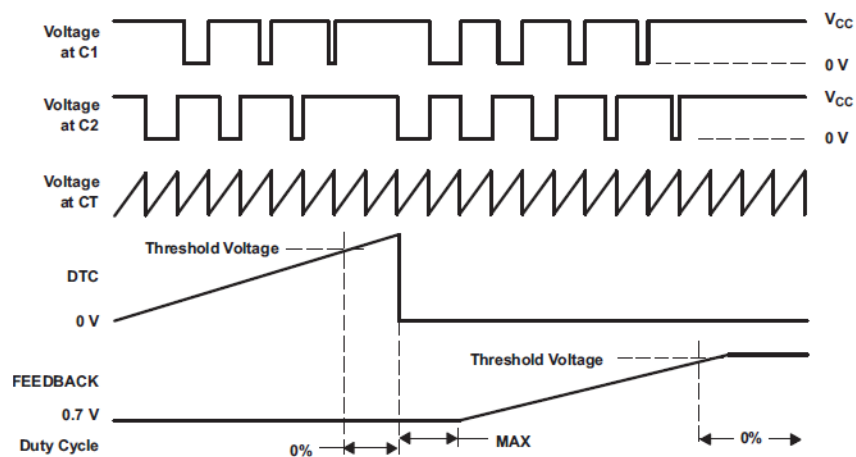 Voltage
at C1
VCC
0 V
Voltage
at C2
VCC
0 V
Voltage
at CT
Threshold Voltage
DTC
0 V
Threshold Voltage
FEEDBACK
0.7 V
Duty Cycle
0%
MAX
0%